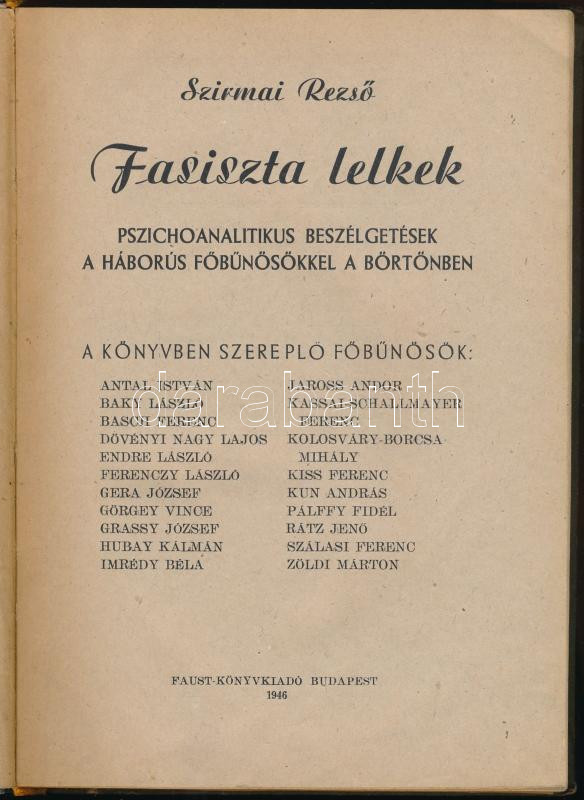 Szirmai Rezső
Fasiszta lelkek
PSZICHOANALITIKUS BESZÉLGETÉSEK
A HÁBORÚS FŐBŰNÖSÖKKEL A BÖRTÖNBEN
A KÖNYVBEN SZEREPLŐ FŐBŰNÖSÖK:
ANTAL ISTVÁN
BAKY LÁSZLÓ
BASCH FERENC
DÖVÉNYI NAGY LAJOS
ENDRE LÁSZLÓ
FERENCZY LÁSZLÓ
GERA JÓZSEF
GÖRGEY VINCE
GRASSY JÓZSEF
HUBAY KÁLMÁN
IMRÉDY BÉLA
JAROSS ANDOR
KASSAI-SCHALLMAYER
FERENC
KOLOSVÁRY-BORCSA
MIHÁLY
KISS FERENC
KUN ANDRÁS
PÁLFFY FIDÉL
RÁTZ JENŐ
SZÁLASI FERENC
ZÖLDI MÁRTON
darabanth
FAUST-KÖNYVKIADÓ BUDAPEST
1946